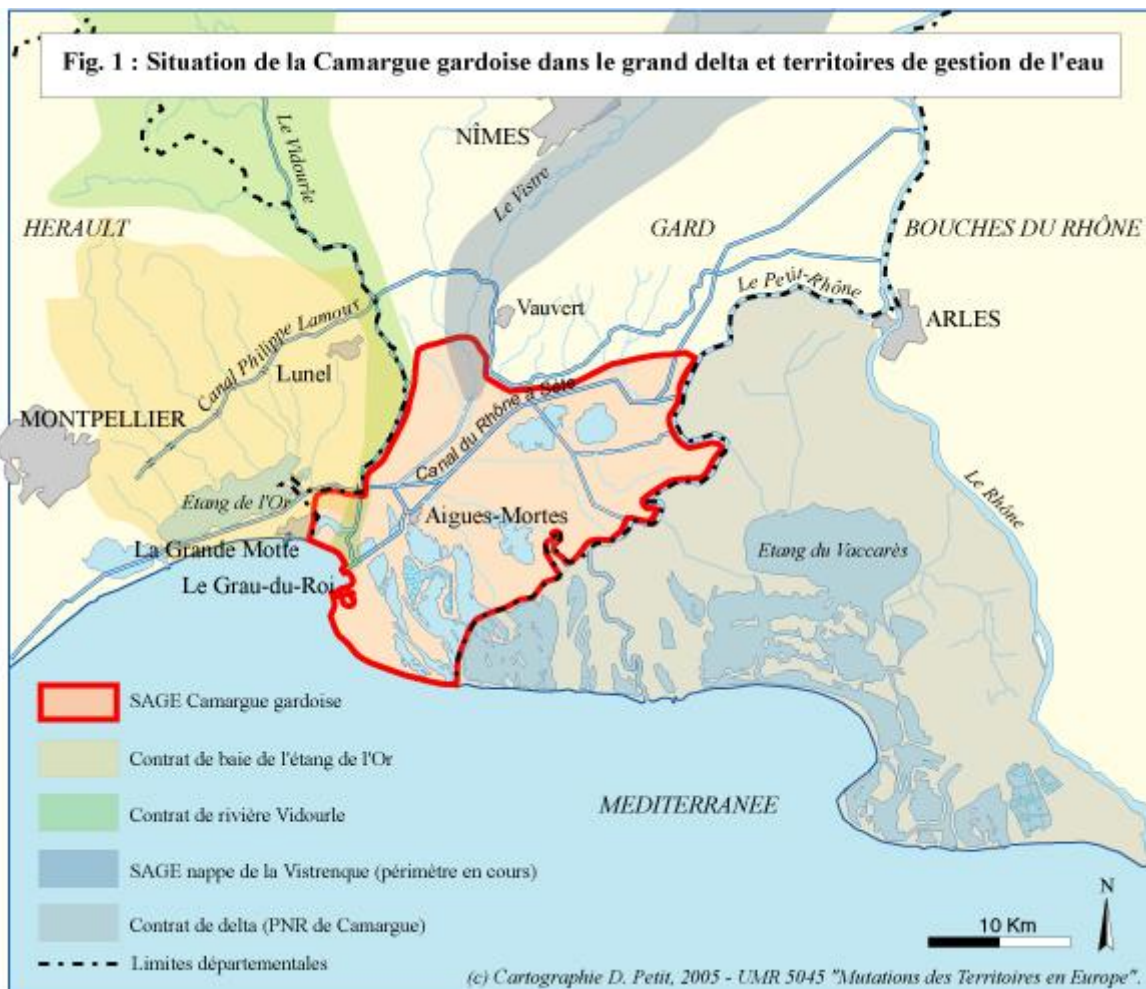 Fig. 1 : Situation de la Camargue gardoise dans le grand delta et territoires de gestion de l'eau
NÎMES
Le Vidourle
Le Vistre
HERAULT
GARD
BOUCHES DU RHÔNE
Le Petit-Rhône
Vauvert
ARLES
Canal Philippe Lamour
Lunel
MONTPELLIER
Canal du Rhône à Sète
Etang de l'Or
Aigues-Mortes
Le Rhône
La Grande Motte
Etang du Vaccarès
Le Grau-du-Roi
SAGE Camargue gardoise
Contrat de baie de l'étang de l'Or
MEDITERRANEE
Contrat de rivière Vidourle
SAGE nappe de la Vistrenque (périmètre en cours)
N
Contrat de delta (PNR de Camargue)
10 Km
Limites départementales
(c) Cartographie D. Petit, 2005 - UMR 5045 "Mutations des Territoires en Europe".